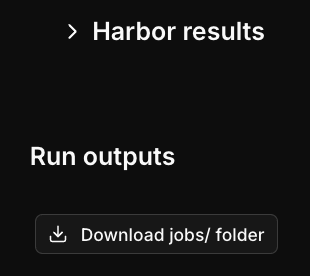 Harbor results
Run outputs
Download jobs/ folder